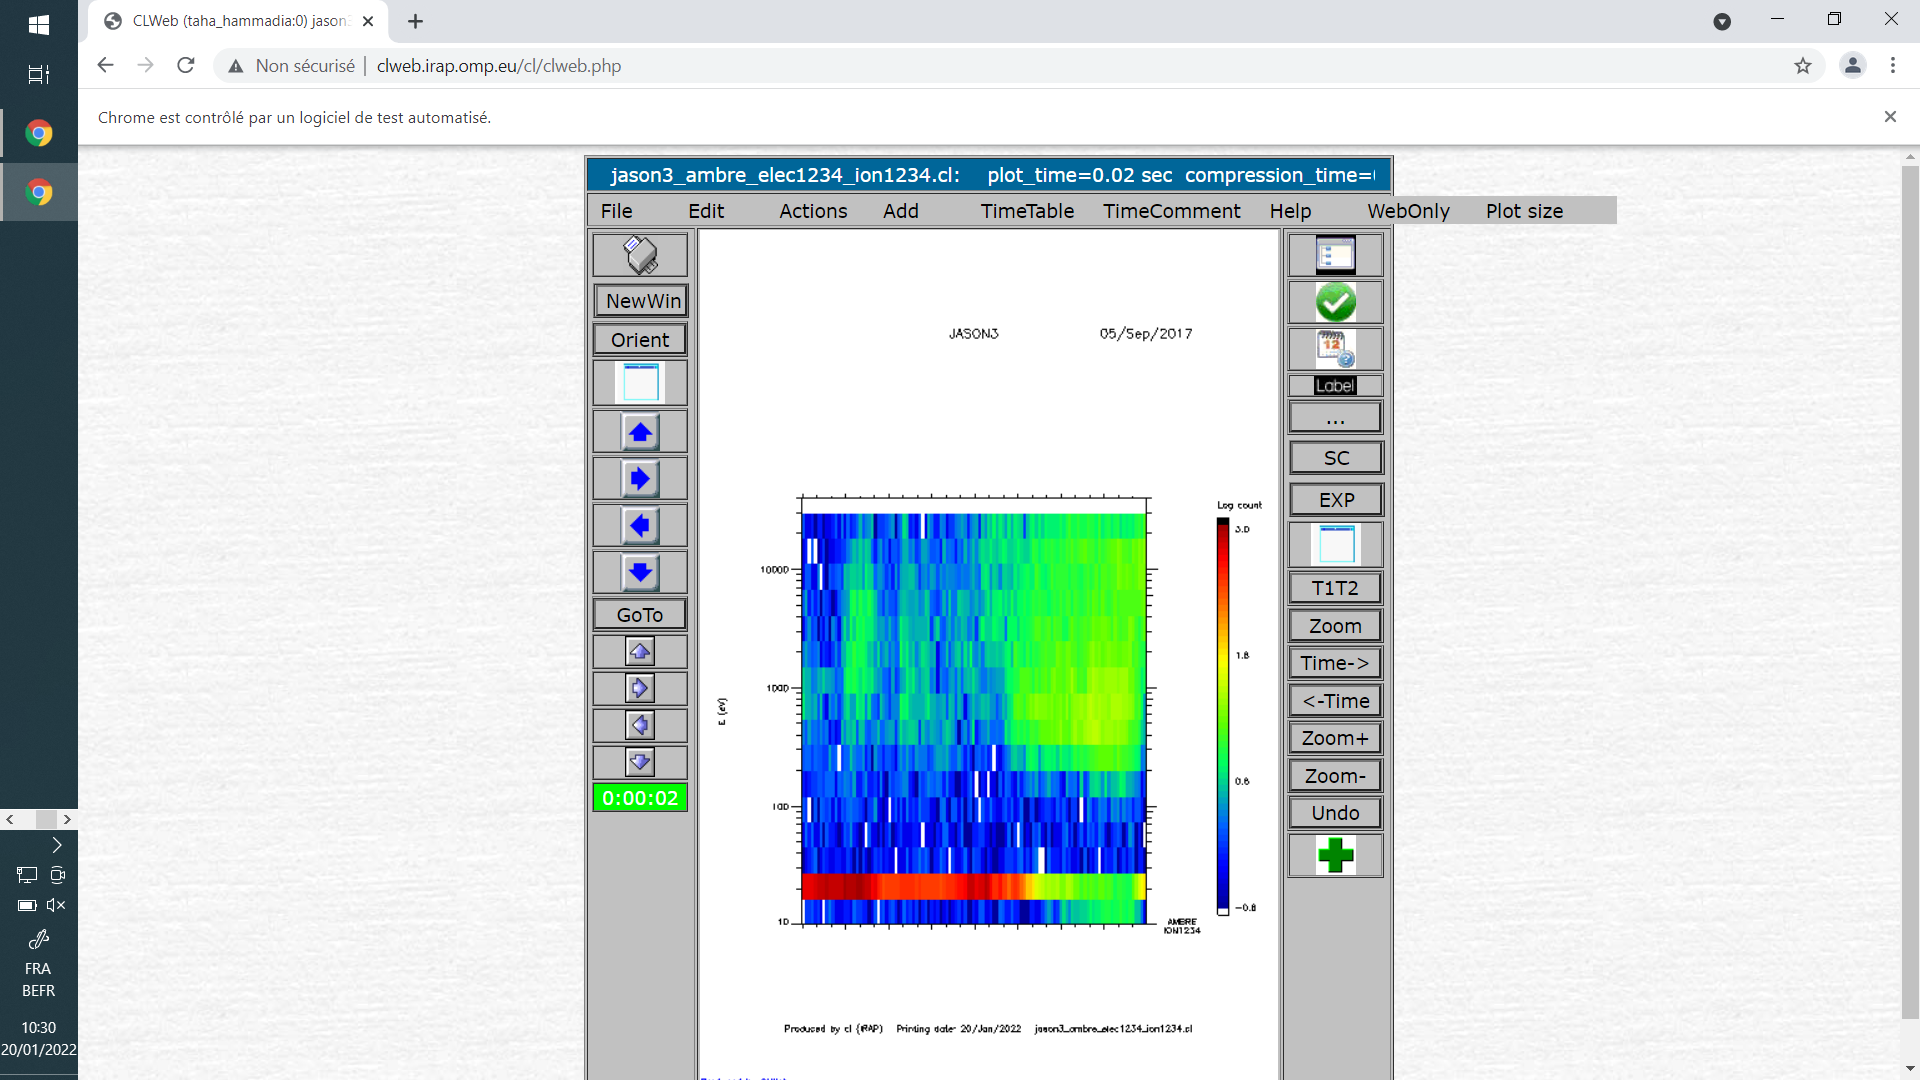 CLWeb (taha_hammadia:0) jason3
Non sécurisé | clweb.irap.omp.eu/cl/clweb.php
Chrome est contrôlé par un logiciel de test automatisé.
jason3_ambre_elec1234_ion1234.cl: plot_time=0.02 sec compression_time=
File Edit Actions Add TimeTable TimeComment Help WebOnly Plot size
NewWin
Orient
GoTo
0:00:02
JASON3 05/Sep/2017
Log count
3.0
1.8
0.6
-0.8
10000
1000
100
10
E (eV)
AMBRE
ION1234
Produced by cl (IRAP) Printing date: 20/Jan/2022 jason3_ambre_elec1234_ion1234.cl
12
Label
...
SC
EXP
T1T2
Zoom
Time->
<-Time
Zoom+
Zoom-
Undo
FRA
BEFR
10:30
20/01/2022